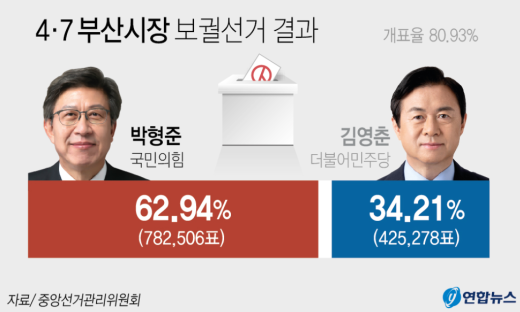 4·7 부산시장 보궐선거 결과
개표율 80.93%
박형준
국민의힘
김영춘
더불어민주당
62.94%
(782,506표)
34.21%
(425,278표)
자료/ 중앙선거관리위원회
연합뉴스